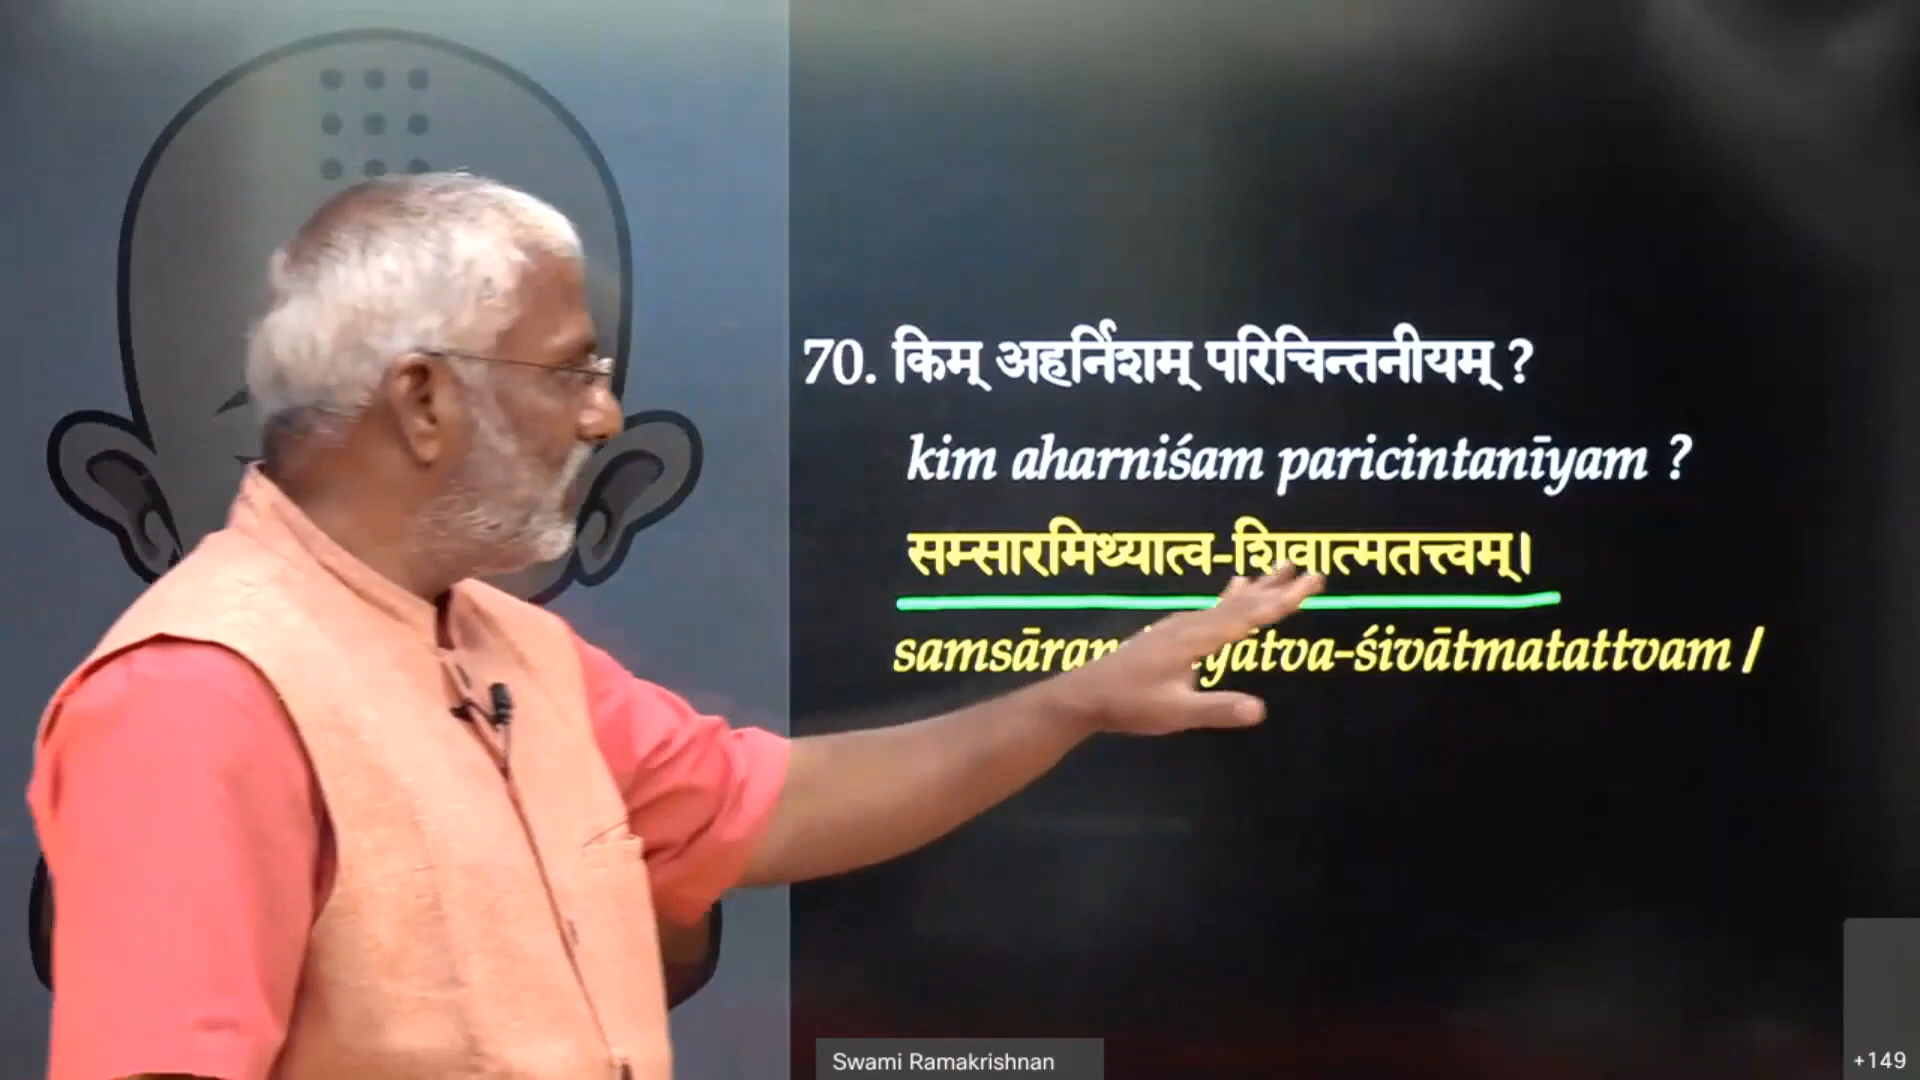 70. किम् अहर्निशम् परिचिन्तनीयम् ?
kim aharniśam paricintanīyam ?
सम्सारमिथ्यात्व-शिवात्मतत्त्वम्।
śivātmatattvam /
Swami Ramakrishnan
+149